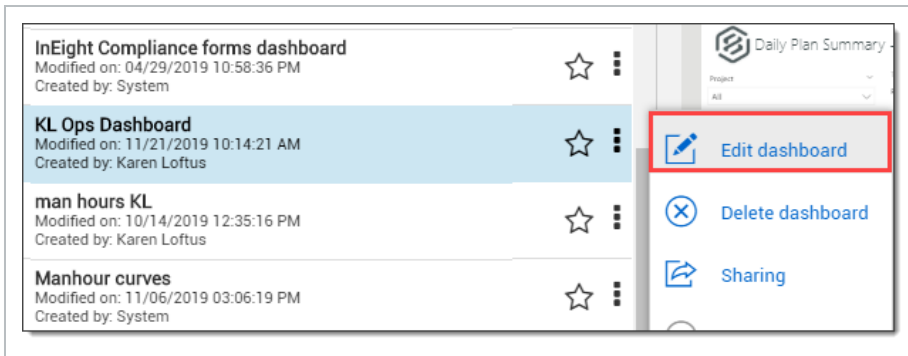 InEight Compliance forms dashboard
Modified on: 04/29/2019 10:58:36 PM
Created by: System
KL Ops Dashboard
Modified on: 11/21/2019 10:14:21 AM
Created by: Karen Loftus
man hours KL
Modified on: 10/14/2019 12:35:16 PM
Created by: Karen Loftus
Manhour curves
Modified on: 11/06/2019 03:06:19 PM
Created by: System
Daily Plan Summary -
Project
All
Edit dashboard
Delete dashboard
Sharing